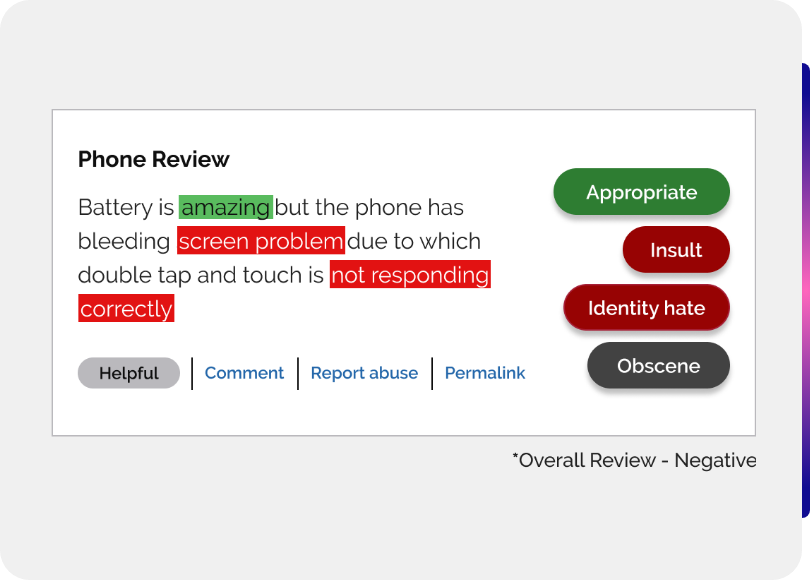 Phone Review
Battery is amazing but the phone has
bleeding screen problem due to which
double tap and touch is not responding
correctly
Helpful
Comment
Report abuse
Permalink
Appropriate
Insult
Identity hate
Obscene
*Overall Review - Negative